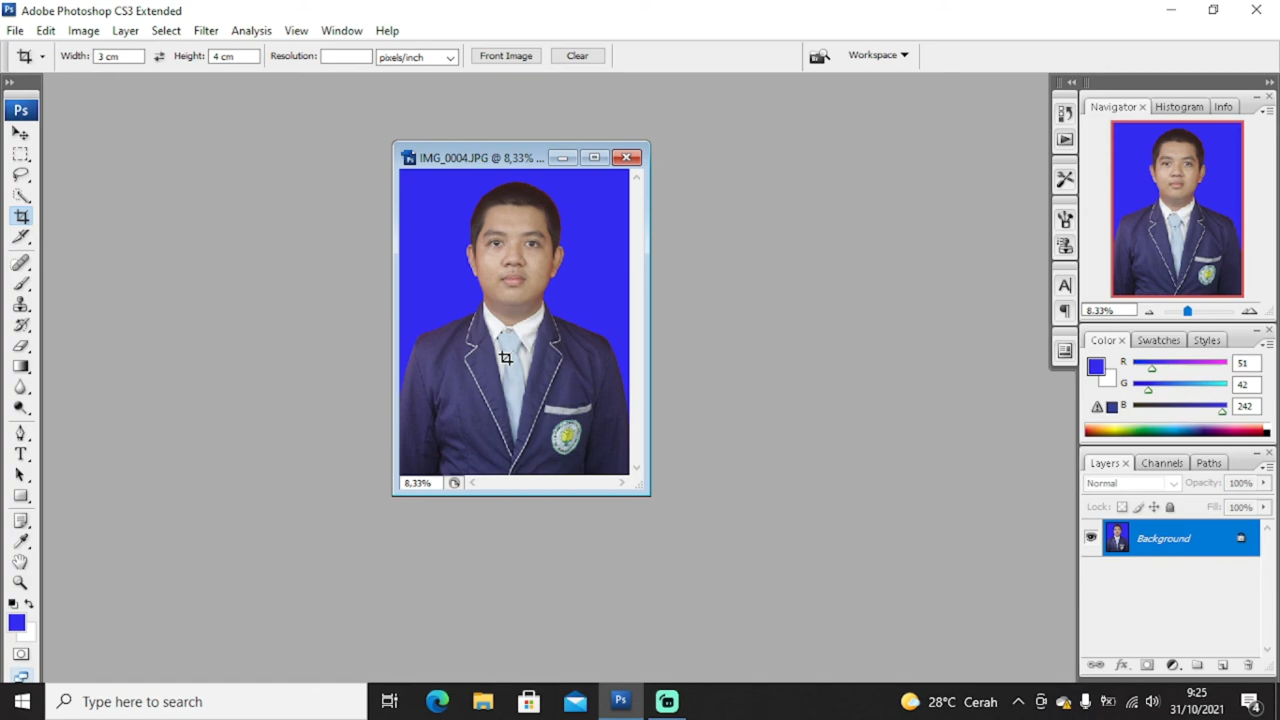 Adobe Photoshop CS3 Extended
File Edit Image Layer Select Filter Analysis View Window Help
Width: 3 cm Height: 4 cm Resolution: pixels/inch Front Image Clear Workspace
Ps
IMG_0004.JPG @ 8,33% ...
8,33%
Navigator Histogram Info
8.33%
Color Swatches Styles
R 51
G 42
B 242
Layers Channels Paths
Normal Opacity: 100%
Lock: Fill: 100%
Background
Type here to search
Ps
28°C Cerah
9:25
31/10/2021
4